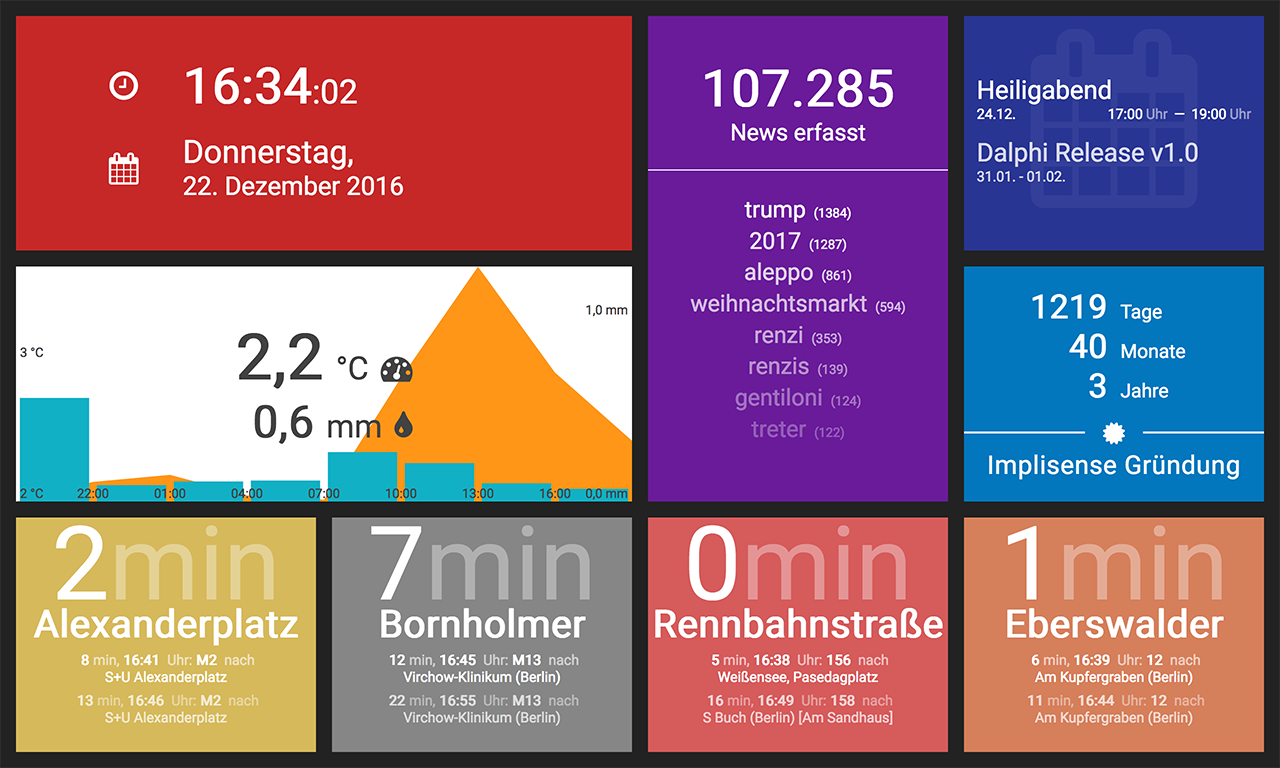 16:34:02
Donnerstag,
22. Dezember 2016
107.285
News erfasst
trump (1384)
2017 (1287)
aleppo (861)
weihnachtsmarkt (594)
renzi (353)
renzis (139)
gentiloni (124)
treter (122)
Heiligabend
24.12. 17:00 Uhr — 19:00 Uhr
Dalphi Release v1.0
31.01. - 01.02.
1,0 mm
3 °C
2,2 °C
0,6 mm
2 °C 22:00 01:00 04:00 07:00 10:00 13:00 16:00 0,0 mm
1219 Tage
40 Monate
3 Jahre
Implisense Gründung
2min
Alexanderplatz
8 min, 16:41 Uhr: M2 nach
S+U Alexanderplatz
13 min, 16:46 Uhr: M2 nach
S+U Alexanderplatz
7min
Bornholmer
12 min, 16:45 Uhr: M13 nach
Virchow-Klinikum (Berlin)
22 min, 16:55 Uhr: M13 nach
Virchow-Klinikum (Berlin)
0min
Rennbahnstraße
5 min, 16:38 Uhr: 156 nach
Weißensee, Pasedagplatz
16 min, 16:49 Uhr: 158 nach
S Buch (Berlin) [Am Sandhaus]
1min
Eberswalder
6 min, 16:39 Uhr: 12 nach
Am Kupfergraben (Berlin)
11 min, 16:44 Uhr: 12 nach
Am Kupfergraben (Berlin)